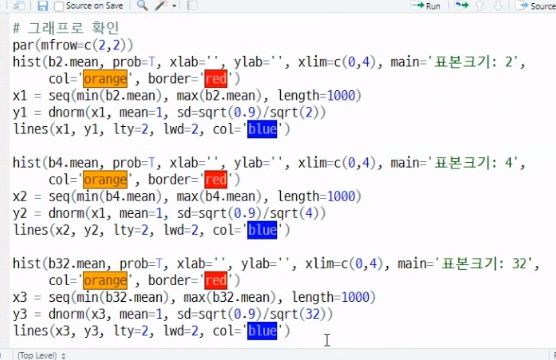 Source on Save
Run
Source
# 그래프로 확인
par(mfrow=c(2,2))
hist(b2.mean, prob=T, xlab='', ylab='', xlim=c(0,4), main='표본크기: 2',
col='orange', border='red')
x1 = seq(min(b2.mean), max(b2.mean), length=1000)
y1 = dnorm(x1, mean=1, sd=sqrt(0.9)/sqrt(2))
lines(x1, y1, lty=2, lwd=2, col='blue')
hist(b4.mean, prob=T, xlab='', ylab='', xlim=c(0,4), main='표본크기: 4',
col='orange', border='red')
x2 = seq(min(b4.mean), max(b4.mean), length=1000)
y2 = dnorm(x1, mean=1, sd=sqrt(0.9)/sqrt(4))
lines(x2, y2, lty=2, lwd=2, col='blue')
hist(b32.mean, prob=T, xlab='', ylab='', xlim=c(0,4), main='표본크기: 32',
col='orange', border='red')
x3 = seq(min(b32.mean), max(b32.mean), length=1000)
y3 = dnorm(x3, mean=1, sd=sqrt(0.9)/sqrt(32))
lines(x3, y3, lty=2, lwd=2, col='blue')
(Top Level)